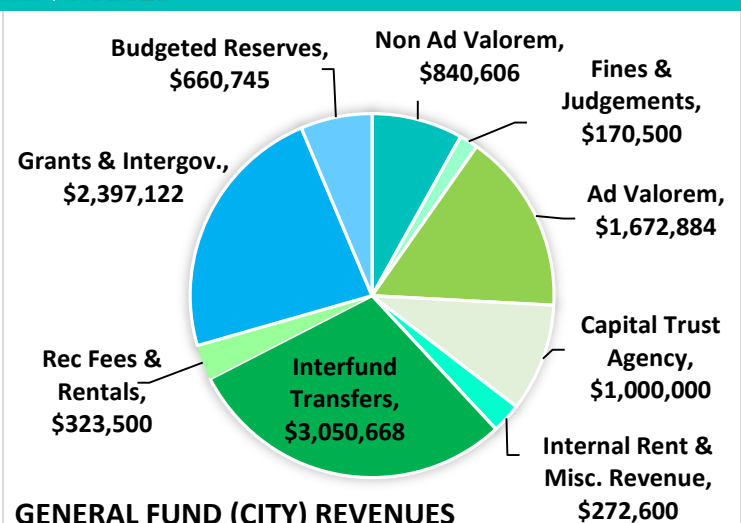 Budgeted Reserves,
$660,745
Non Ad Valorem,
$840,606
Fines &
Judgements,
$170,500
Grants & Intergov.,
$2,397,122
Ad Valorem,
$1,672,884
Capital Trust
Agency,
$1,000,000
Rec Fees &
Rentals,
$323,500
Interfund
Transfers,
$3,050,668
Internal Rent &
Misc. Revenue,
$272,600
GENERAL FUND (CITY) REVENUES